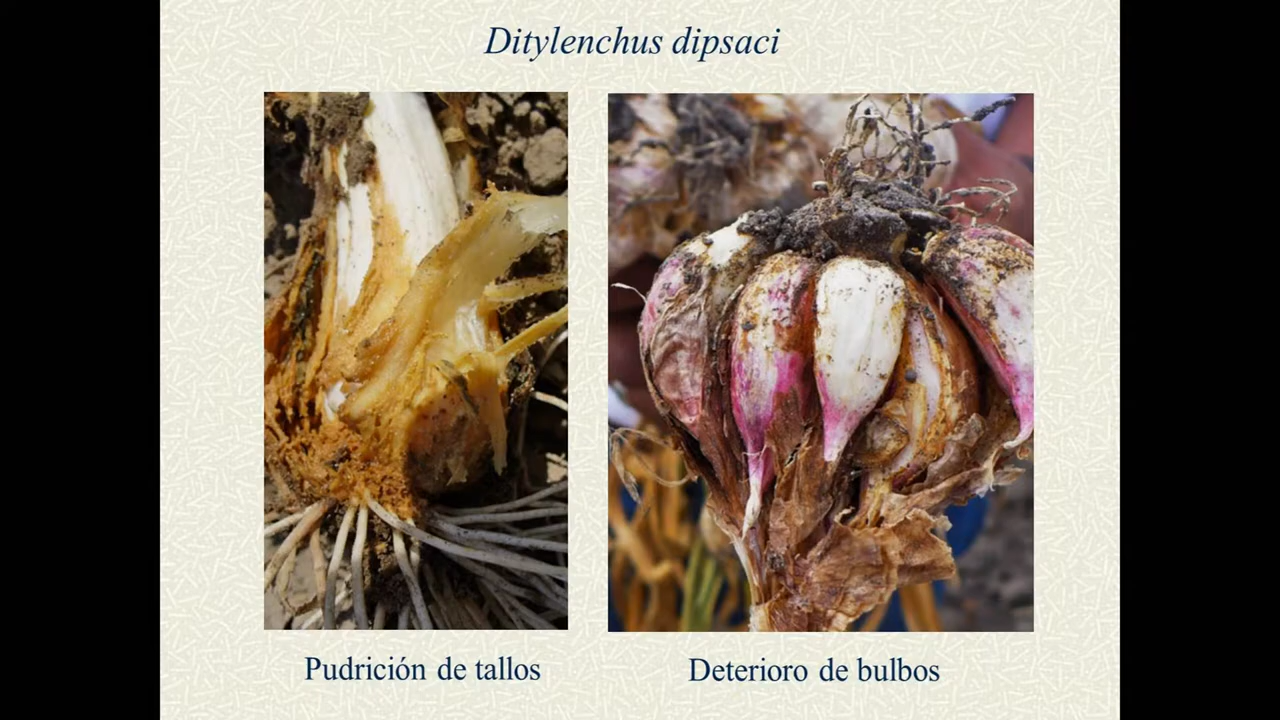 Ditylenchus dipsaci
Pudrición de tallos
Deterioro de bulbos